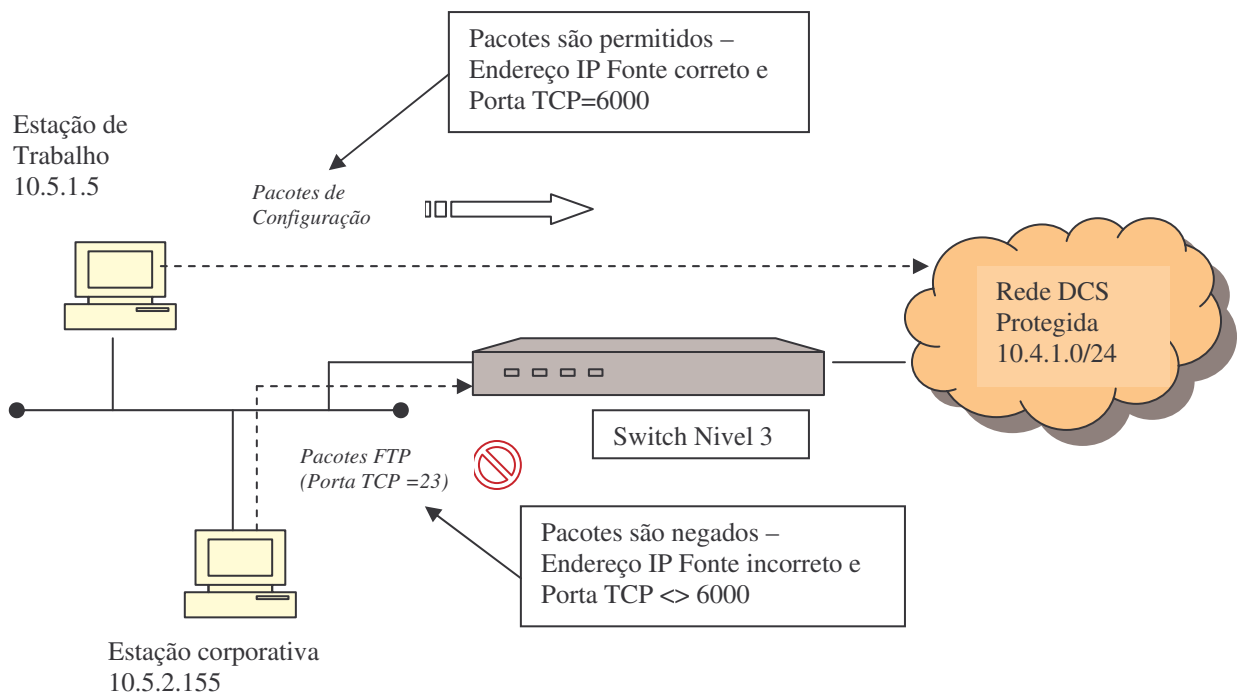 Pacotes são permitidos –
Endereço IP Fonte correto e
Porta TCP=6000
Estação de
Trabalho
10.5.1.5
Pacotes de
Configuração
Rede DCS
Protegida
10.4.1.0/24
Switch Nivel 3
Pacotes FTP
(Porta TCP =23)
Pacotes são negados –
Endereço IP Fonte incorreto e
Porta TCP <> 6000
Estação corporativa
10.5.2.155